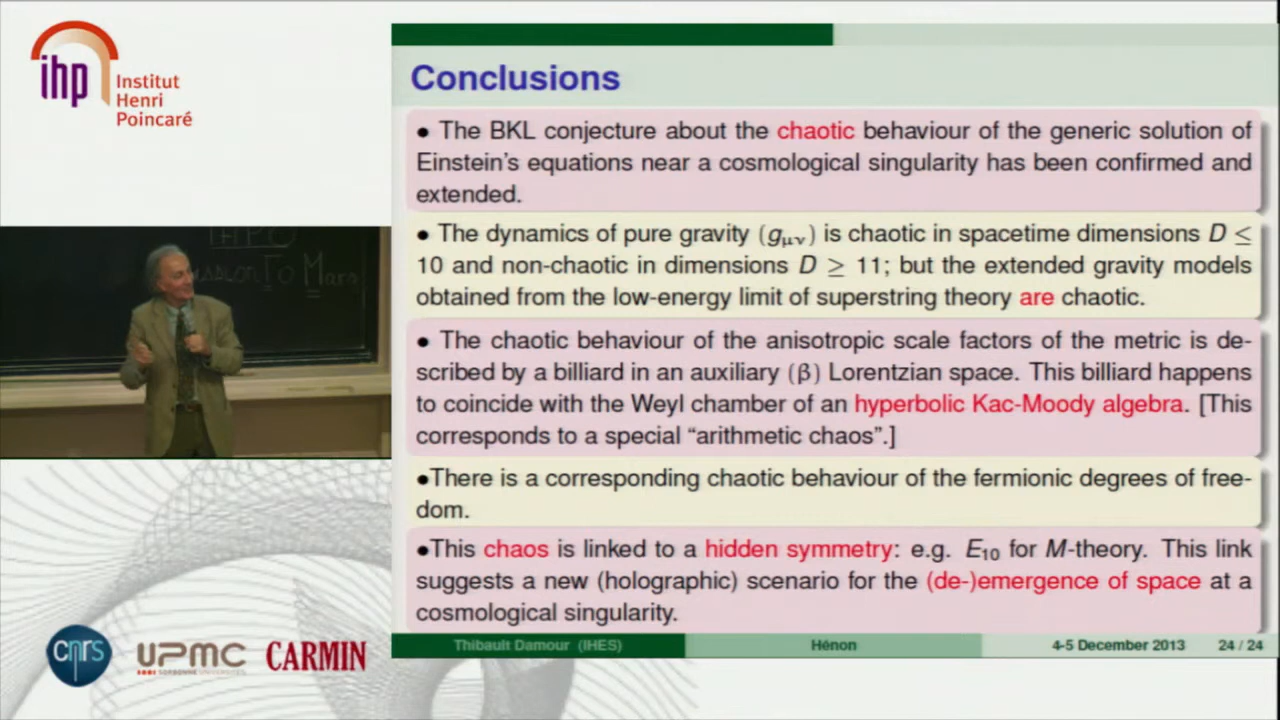 ihp
Institut
Henri
Poincaré
Conclusions
● The BKL conjecture about the chaotic behaviour of the generic solution of
Einstein's equations near a cosmological singularity has been confirmed and
extended.
● The dynamics of pure gravity (gμν) is chaotic in spacetime dimensions D ≤
10 and non-chaotic in dimensions D ≥ 11; but the extended gravity models
obtained from the low-energy limit of superstring theory are chaotic.
● The chaotic behaviour of the anisotropic scale factors of the metric is de-
scribed by a billiard in an auxiliary (β) Lorentzian space. This billiard happens
to coincide with the Weyl chamber of an hyperbolic Kac-Moody algebra. [This
corresponds to a special “arithmetic chaos”.]
●There is a corresponding chaotic behaviour of the fermionic degrees of free-
dom.
●This chaos is linked to a hidden symmetry: e.g. E10 for M-theory. This link
suggests a new (holographic) scenario for the (de-)emergence of space at a
cosmological singularity.
Thibault Damour (IHES) Hénon 4-5 December 2013 24 / 24
To Mars
cnrs
UPMC
SORBONNE UNIVERSITÉS
CARMIN